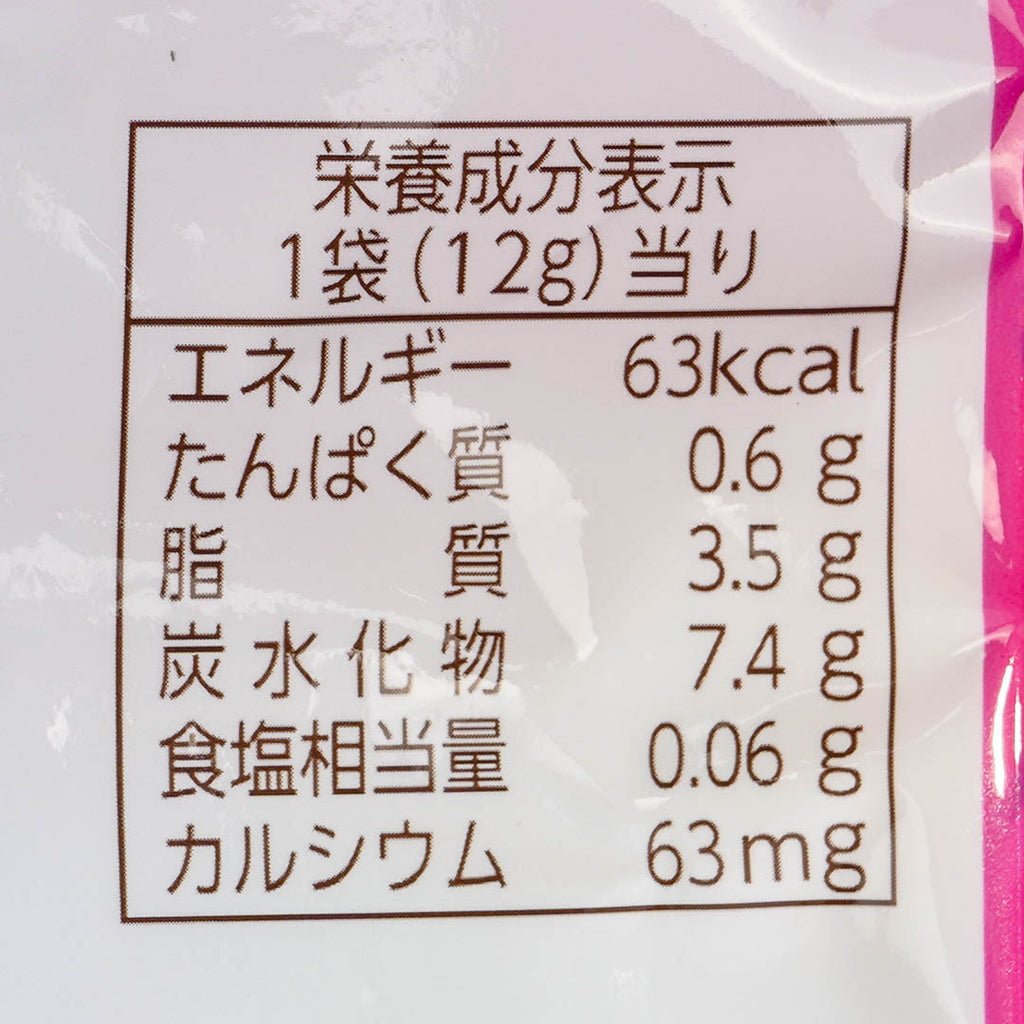 栄養成分表示
1袋(12g)当り
エネルギー 63kcal
たんぱく質 0.6 g
脂質 3.5 g
炭水化物 7.4 g
食塩相当量 0.06 g
カルシウム 63mg